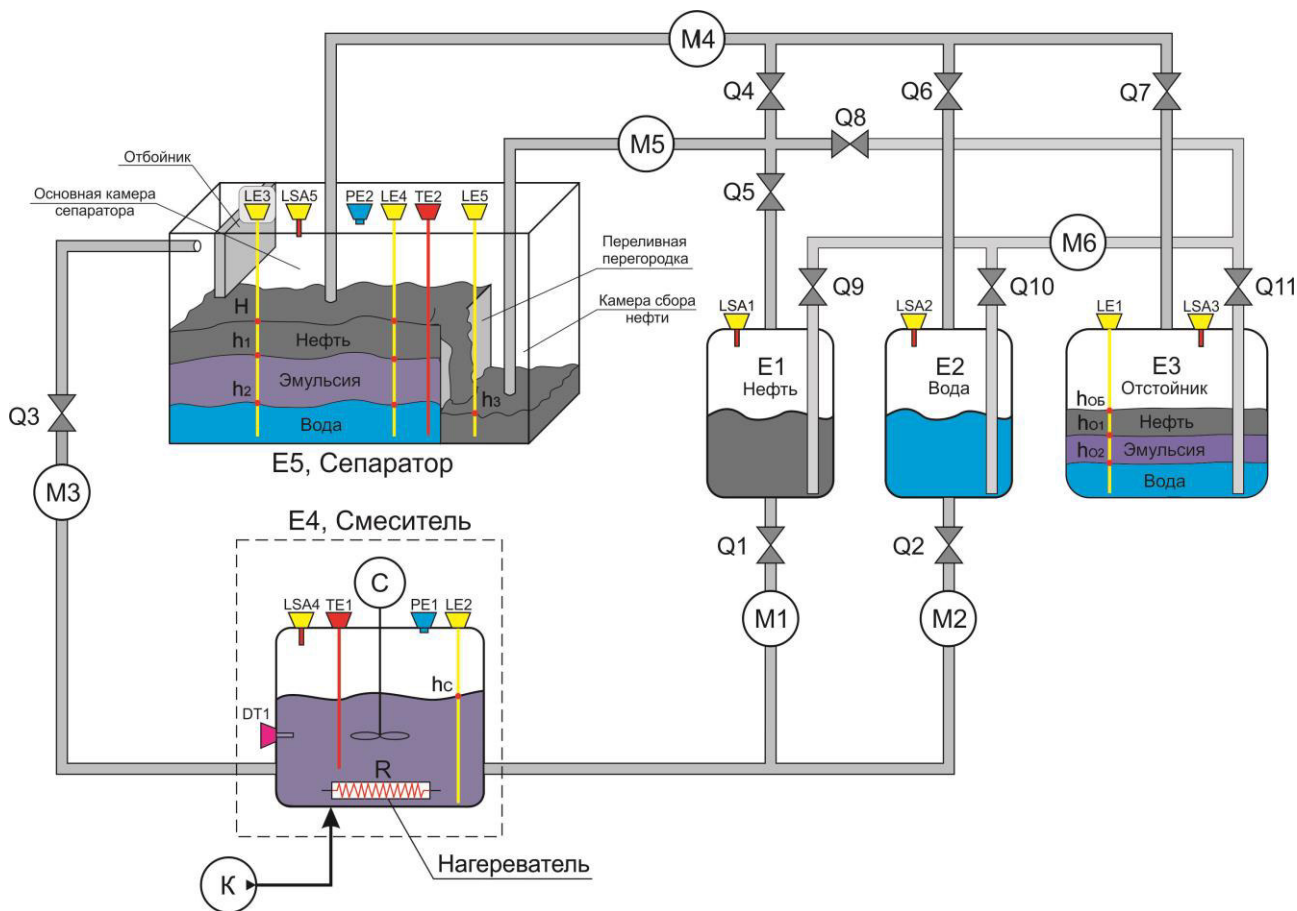 M4
Q4
Q6
Q7
M5
Q8
Отбойник
Основная камера
сепаратора
LE3
LSA5
PE2
LE4
TE2
LE5
Q5
Переливная
перегородка
M6
Камера сбора
нефти
Q9
Q10
Q11
H
h1
Нефть
Эмульсия
h2
Вода
h3
E5, Сепаратор
LSA1
E1
Нефть
LSA2
E2
Вода
LE1
LSA3
E3
Отстойник
hОБ
hО1
Нефть
hО2
Эмульсия
Вода
Q3
M3
E4, Смеситель
Q1
Q2
C
LSA4
TE1
PE1
LE2
M1
M2
hC
DT1
R
Нагереватель
К